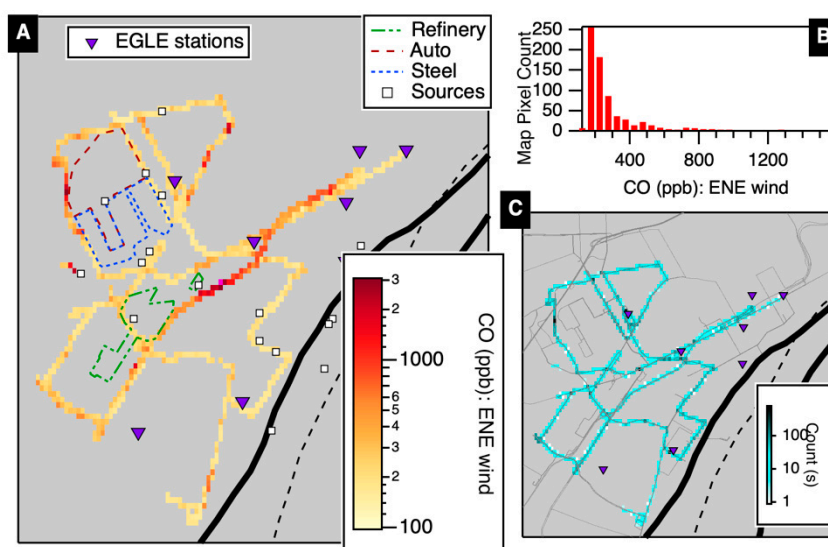 A
EGLE stations
Refinery
Auto
Steel
Sources
3
2
1000
6
5
4
3
2
100
CO (ppb): ENE wind
B
250
200
150
100
50
0
Map Pixel Count
400
800
1200
CO (ppb): ENE wind
C
100
10
1
Count (s)